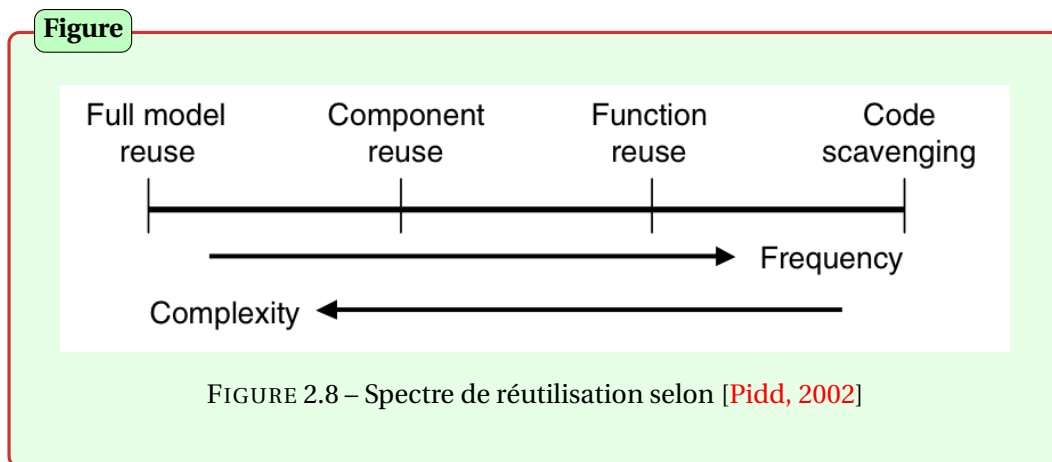 Figure
Full model Component Function Code
reuse reuse reuse scavenging
Frequency
Complexity
FIGURE 2.8 – Spectre de réutilisation selon [Pidd, 2002]